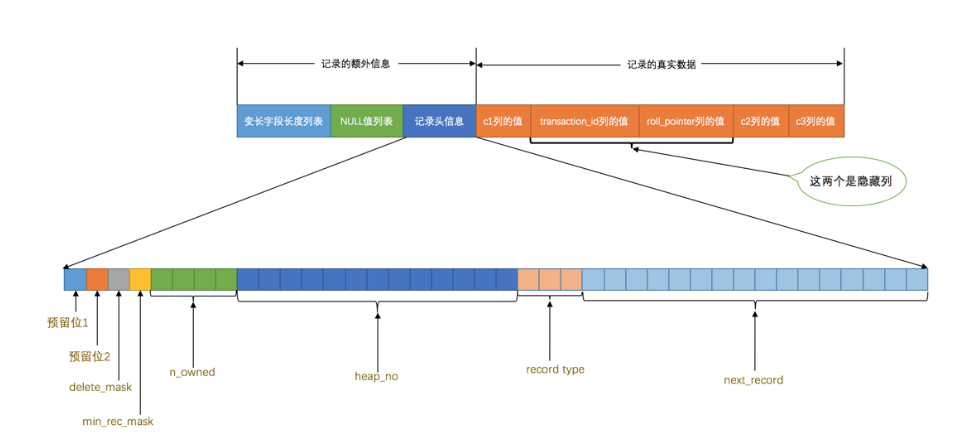 记录的额外信息
记录的真实数据
变长字段长度列表
NULL值列表
记录头信息
c1列的值
transaction_id列的值
roll_pointer列的值
c2列的值
c3列的值
这两个是隐藏列
预留位1
预留位2
delete_mask
min_rec_mask
n_owned
heap_no
record type
next_record